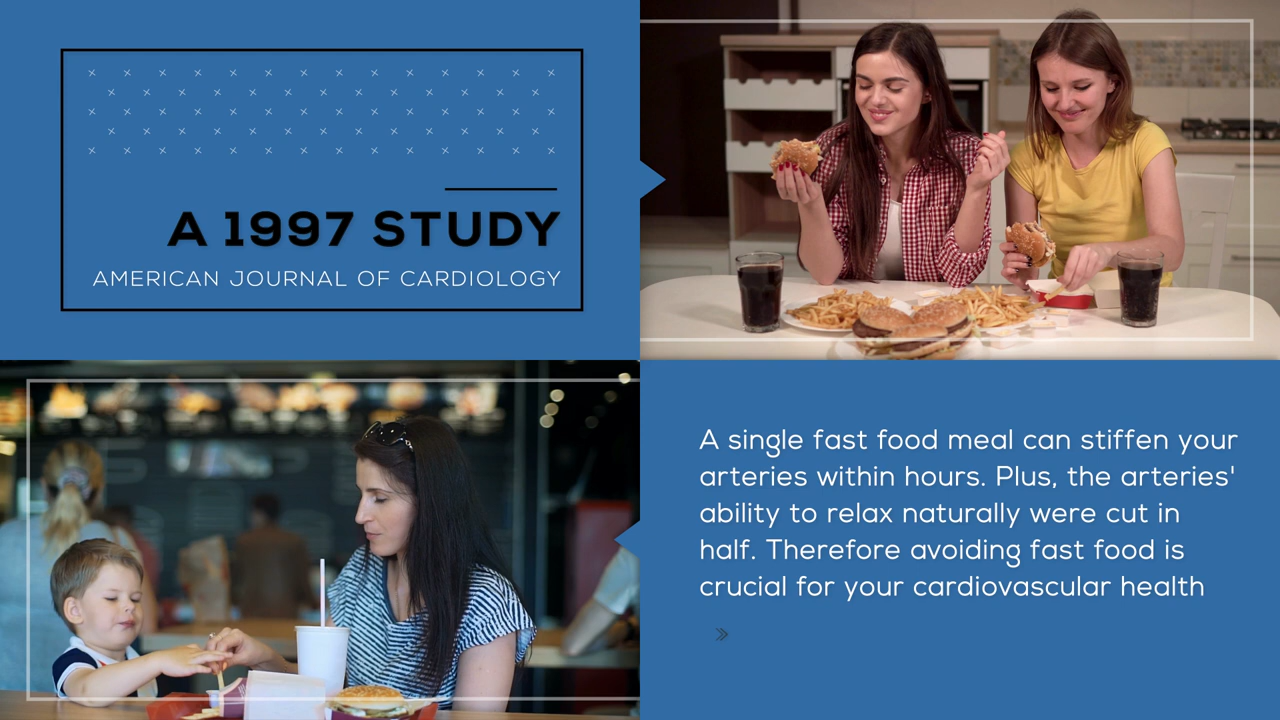 A 1997 STUDY
AMERICAN JOURNAL OF CARDIOLOGY
A single fast food meal can stiffen your
arteries within hours. Plus, the arteries'
ability to relax naturally were cut in
half. Therefore avoiding fast food is
crucial for your cardiovascular health